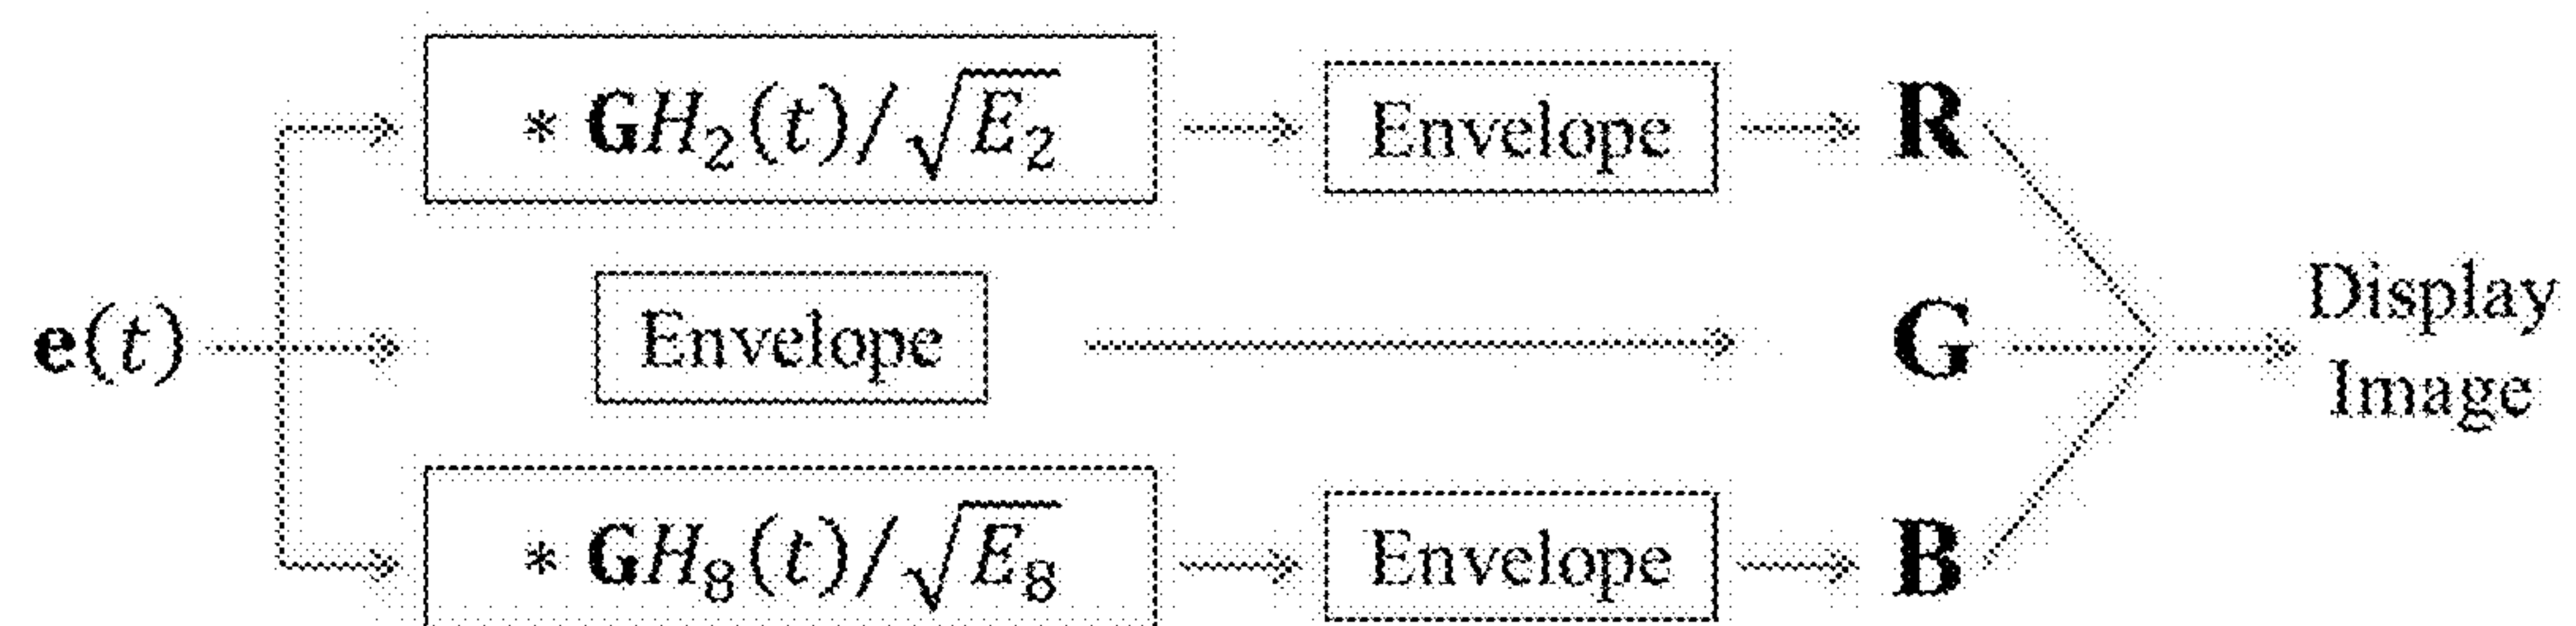 * GH₂(t)/√E₂ Envelope R
e(t) Envelope G Display Image
* GH₈(t)/√E₈ Envelope B